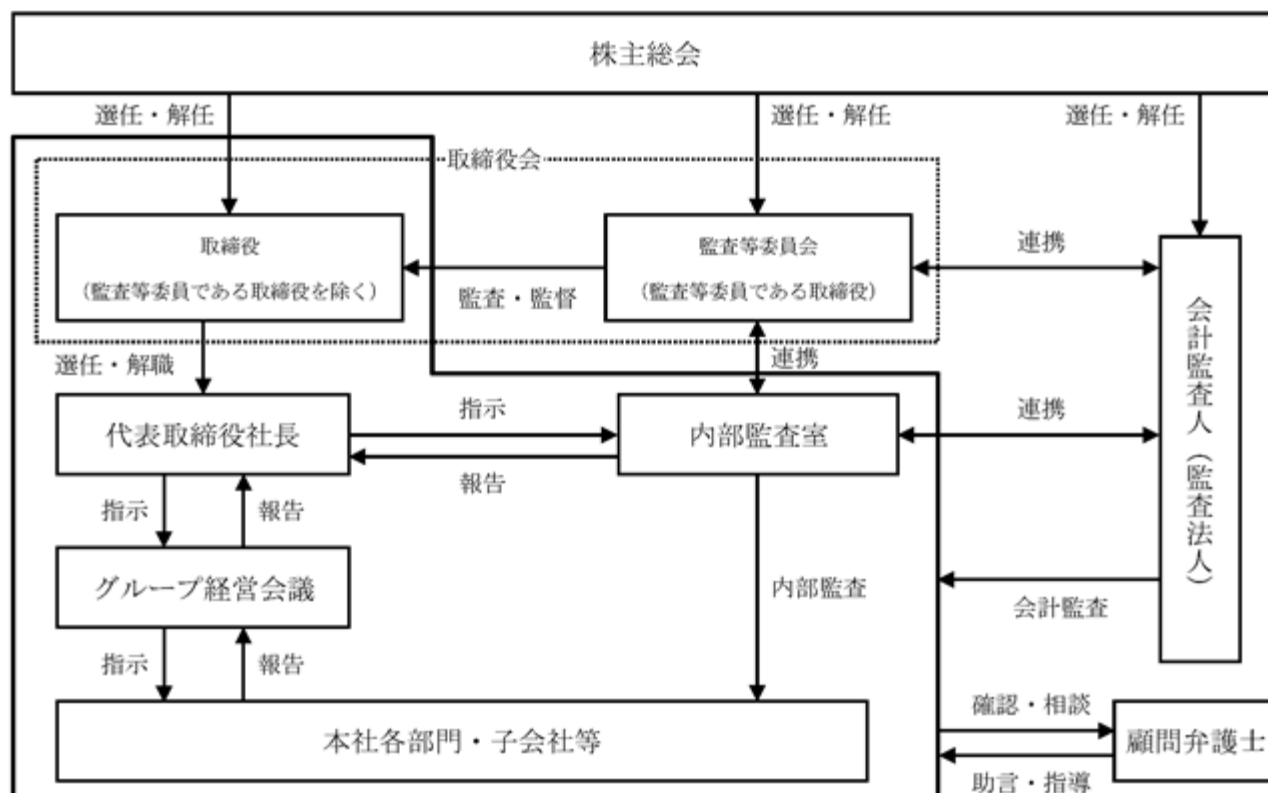 株主総会
選任・解任
選任・解任
選任・解任
取締役会
取締役
（監査等委員である取締役を除く）
監査・監督
監査等委員会
（監査等委員である取締役）
連携
会計監査人（監査法人）
選任・解職
連携
代表取締役社長
指示
報告
内部監査室
連携
指示
報告
グループ経営会議
内部監査
会計監査
指示
報告
本社各部門・子会社等
確認・相談
顧問弁護士
助言・指導